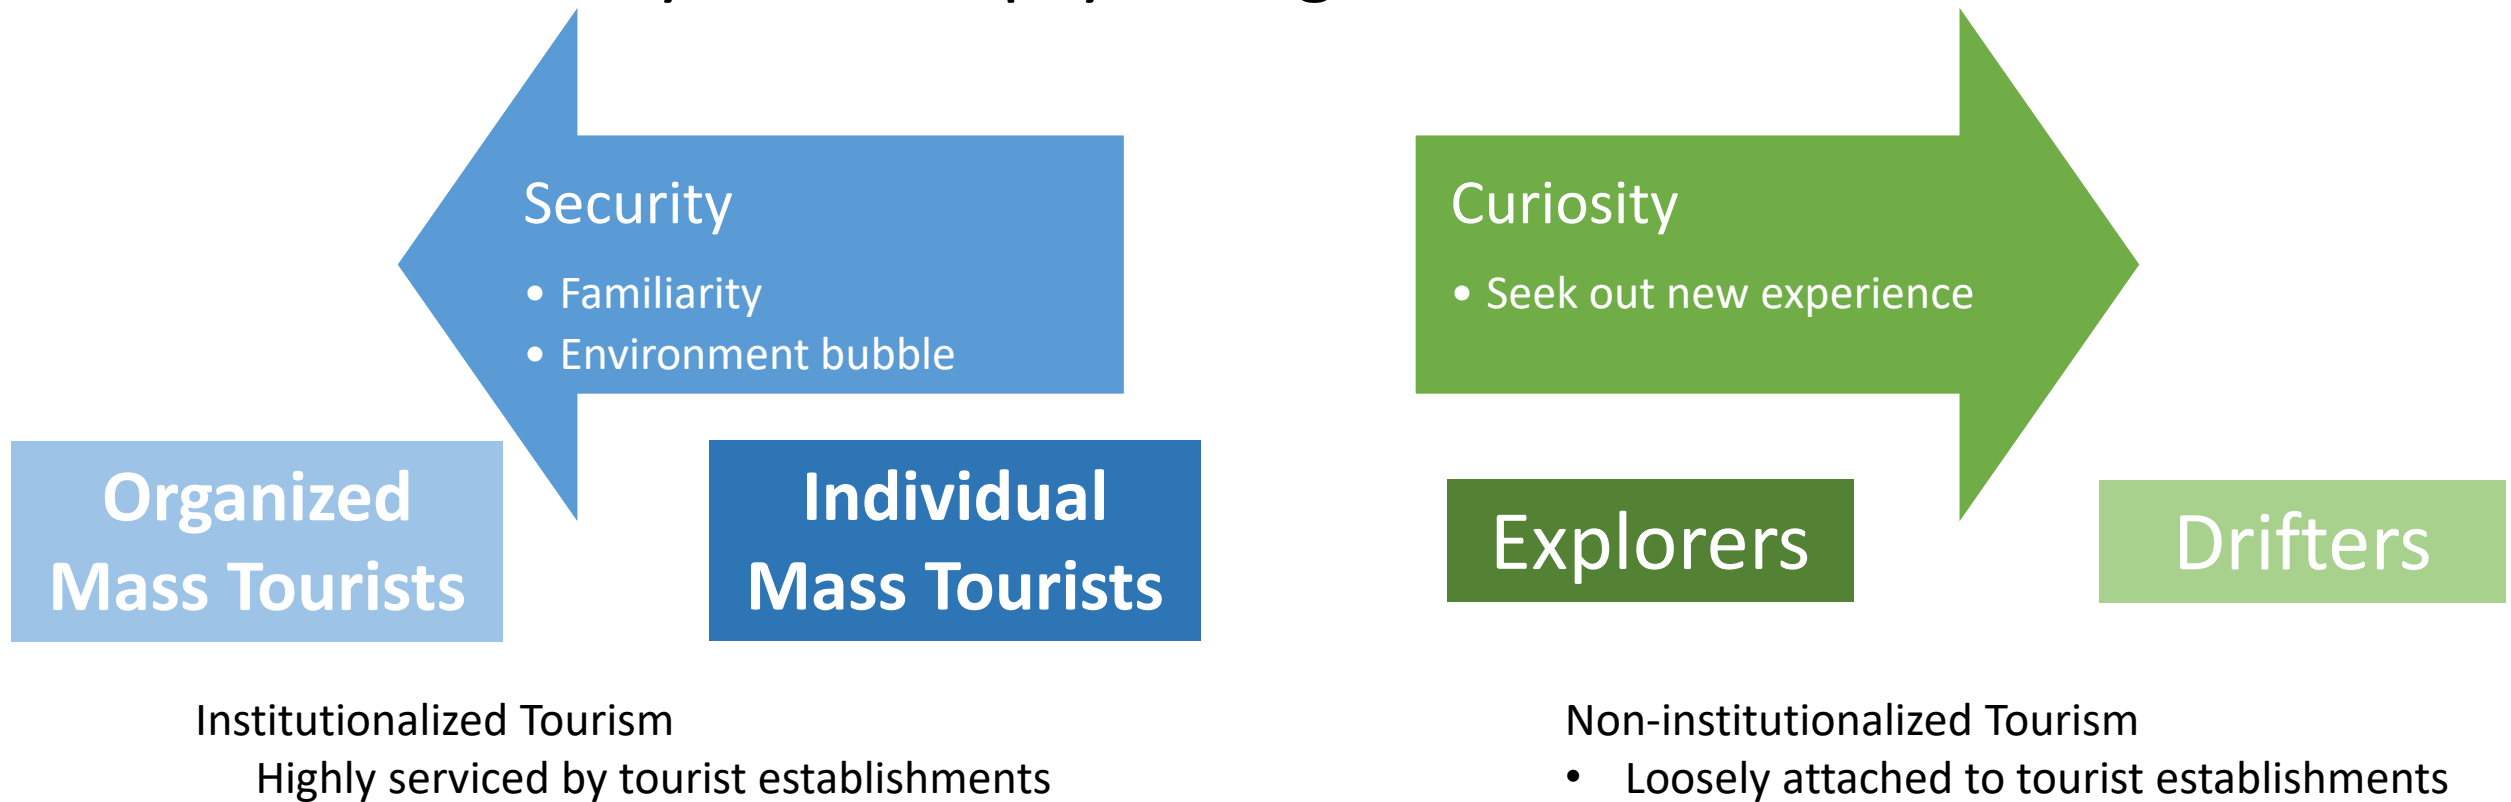 Security
• Familiarity
• Environment bubble
Curiosity
• Seek out new experience
Organized
Mass Tourists
Individual
Mass Tourists
Explorers
Drifters
Institutionalized Tourism
Highly serviced by tourist establishments
Non-institutionalized Tourism
• Loosely attached to tourist establishments